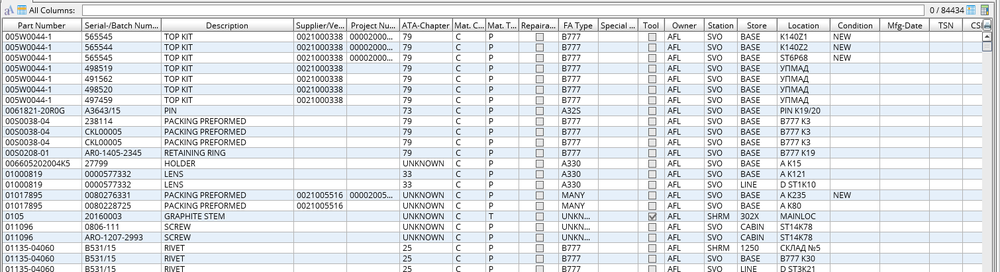 All Columns: 0 / 84434
Part Number Serial-/Batch Num... Description Supplier/Ve... Project Nu... ATA-Chapter Mat. C... Mat. T... Repaira... FA Type Special ... Tool Owner Station Store Location Condition Mfg-Date TSN CSI
005W0044-1 565545 TOP KIT 0021000338 00002000... 79 C P B777 AFL SVO BASE K140Z1 NEW
005W0044-1 565544 TOP KIT 0021000338 00002000... 79 C P B777 AFL SVO BASE K140Z2 NEW
005W0044-1 565545 TOP KIT 0021000338 00002000... 79 C P B777 AFL SVO BASE ST6P68 NEW
005W0044-1 498519 TOP KIT 0021000338 79 C P B777 AFL SVO BASE УПМАД
005W0044-1 491562 TOP KIT 0021000338 79 C P B777 AFL SVO BASE УПМАД
005W0044-1 498520 TOP KIT 0021000338 79 C P B777 AFL SVO BASE УПМАД
005W0044-1 497459 TOP KIT 0021000338 79 C P B777 AFL SVO BASE УПМАД
0061821-20R0G A3643/15 PIN 73 C P A32S AFL SVO BASE PIN K19/20
00S0038-04 238114 PACKING PREFORMED 79 C P B777 AFL SVO BASE B777 K3
00S0038-04 CKL00005 PACKING PREFORMED 79 C P B777 AFL SVO BASE B777 K3
00S0038-04 CKL00005 PACKING PREFORMED 79 C P B777 AFL SVO BASE B777 K3
00S0208-01 AR0-1405-2345 RETAINING RING 79 C P B777 AFL SVO BASE B777 K19
006605202004K5 27799 HOLDER UNKNOWN C P A330 AFL SVO BASE A K15
01000819 0000577332 LENS 33 C P A330 AFL SVO BASE A K121
01000819 0000577332 LENS 33 C P A330 AFL SVO LINE D ST1K10
01017895 0080276331 PACKING PREFORMED 0021005516 00002005... UNKNOWN C P MANY AFL SVO BASE A K235 NEW
01017895 0080228725 PACKING PREFORMED 0021005516 UNKNOWN C P MANY AFL SVO BASE A K80
0105 20160003 GRAPHITE STEM UNKNOWN C T UNKN... AFL SHRM 302X MAINLOC
011096 0806-111 SCREW UNKNOWN C P UNKN... AFL SVO CABIN ST14K78
011096 ARO-1207-2993 SCREW UNKNOWN C P UNKN... AFL SVO CABIN ST14K78
01135-04060 B531/15 RIVET 25 C P B777 AFL SHRM 1250 СКЛАД №5
01135-04060 B531/15 RIVET 25 C P B777 AFL SVO BASE B777 K30
01135-04060 B531/15 RIVET 25 C P B777 AFL SVO LINE D ST3K21